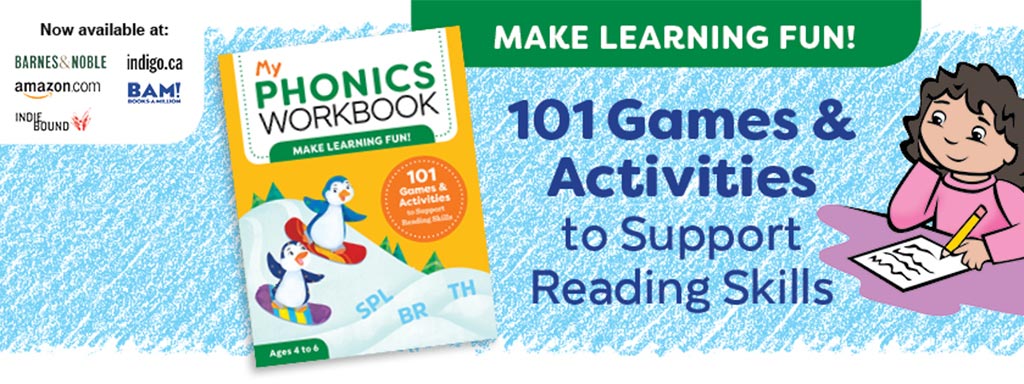 Now available at:
BARNES&NOBLE
indigo.ca
amazon.com
BAM!
BOOKS·A·MILLION
INDIE
BOUND
My
PHONICS
WORKBOOK
MAKE LEARNING FUN!
101
Games &
Activities
to Support
Reading Skills
SPL
BR
TH
Ages 4 to 6
MAKE LEARNING FUN!
101 Games &
Activities
to Support
Reading Skills